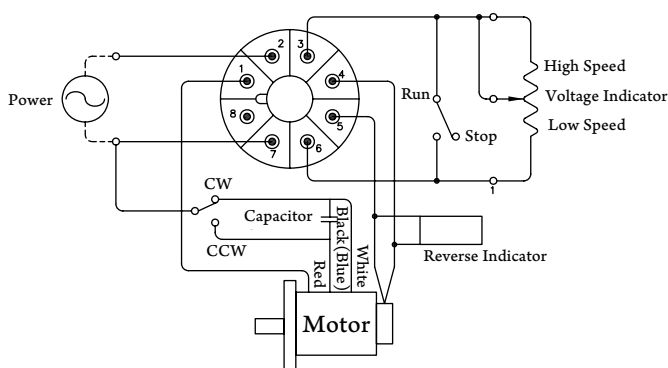 2
3
1
4
8
5
7
6
Power
High Speed
Run
Voltage Indicator
Stop
Low Speed
1
CW
Capacitor
CCW
Red
Black(Blue)
White
Reverse Indicator
Motor